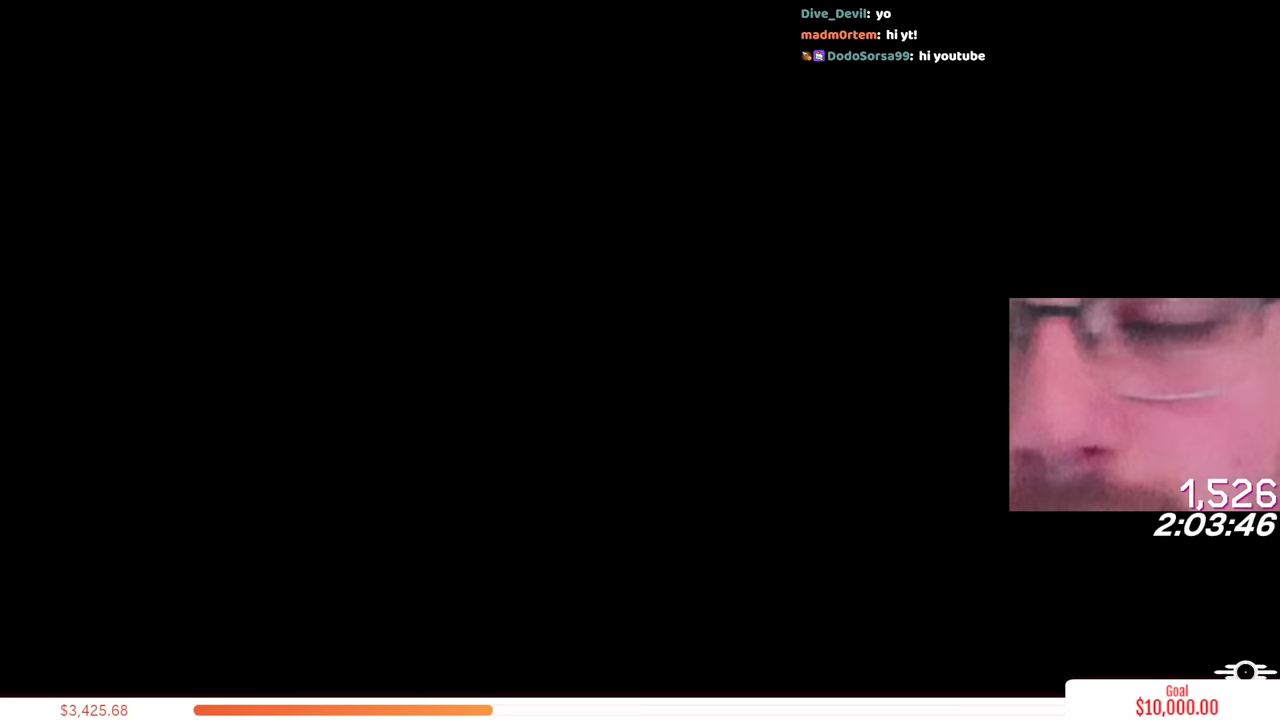 Dive_Devil: yo
madm0rtem: hi yt!
DodoSorsa99: hi youtube
1,526
2:03:46
$3,425.68
Goal
$10,000.00